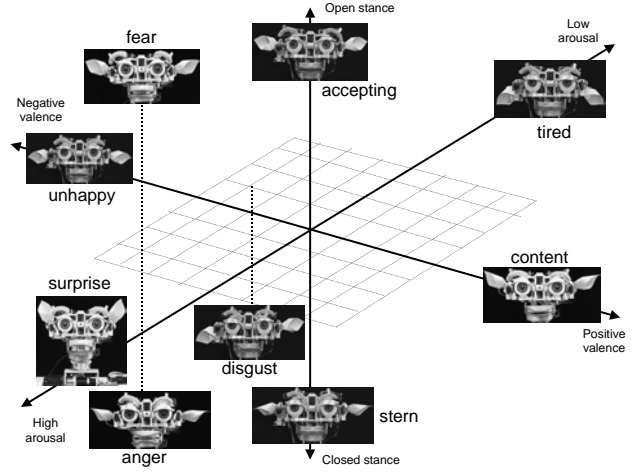 Open stance
fear
Low
arousal
accepting
Negative
valence
tired
unhappy
content
surprise
Positive
valence
disgust
stern
High
arousal
anger
Closed stance